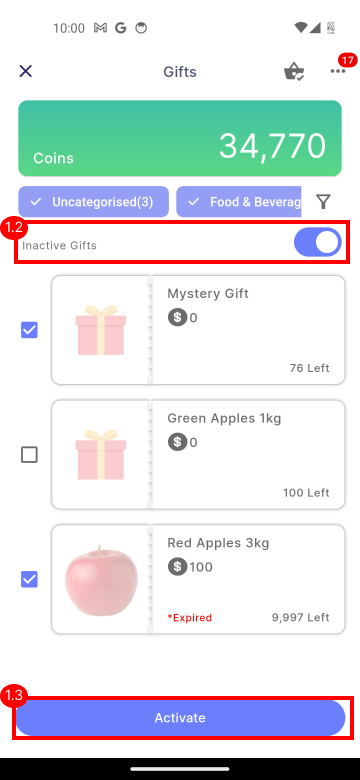 10:00
17
Gifts
Coins
34,770
Uncategorised(3)
Food & Beverag
1.2
Inactive Gifts
Mystery Gift
$ 0
76 Left
Green Apples 1kg
$ 0
100 Left
Red Apples 3kg
$ 100
*Expired
9,997 Left
1.3
Activate